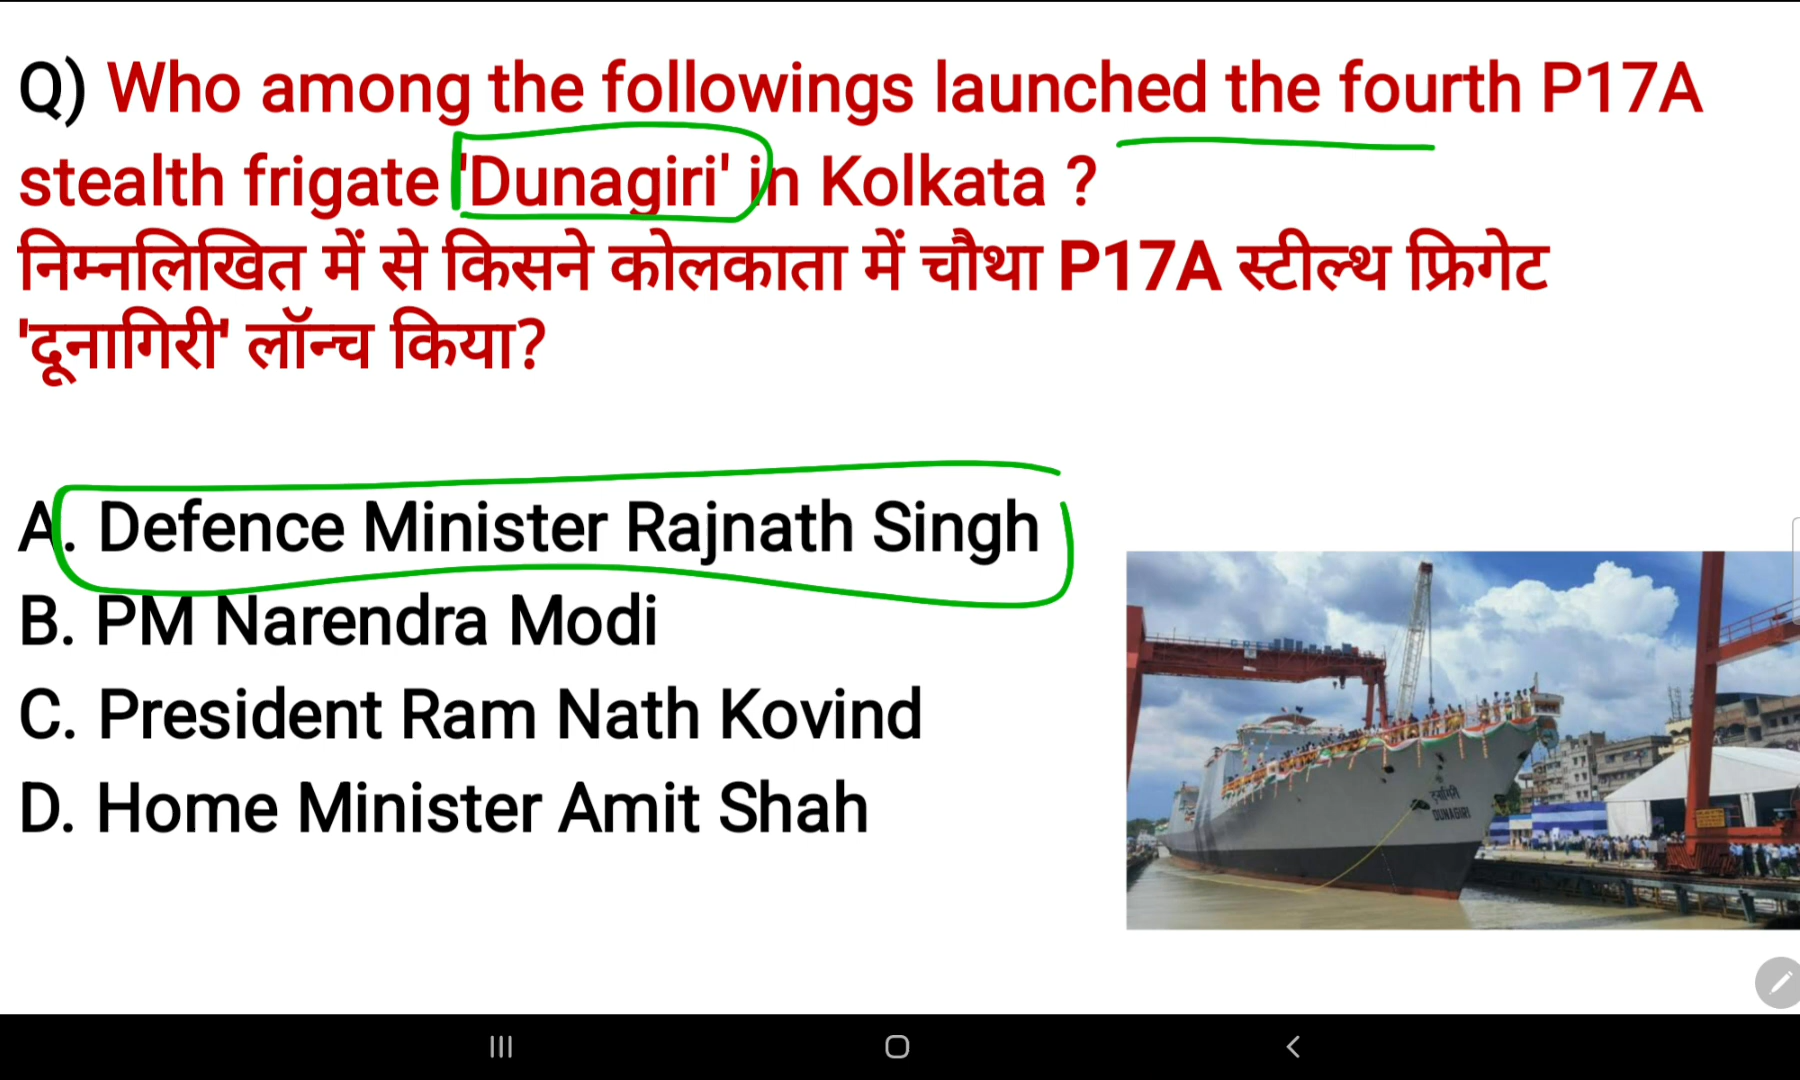 Q) Who among the followings launched the fourth P17A
stealth frigate 'Dunagiri' in Kolkata ?
निम्नलिखित में से किसने कोलकाता में चौथा P17A स्टील्थ फ्रिगेट
'दूनागिरी' लॉन्च किया?
A. Defence Minister Rajnath Singh
B. PM Narendra Modi
C. President Ram Nath Kovind
D. Home Minister Amit Shah
दूनागिरी
DUNAGIRI